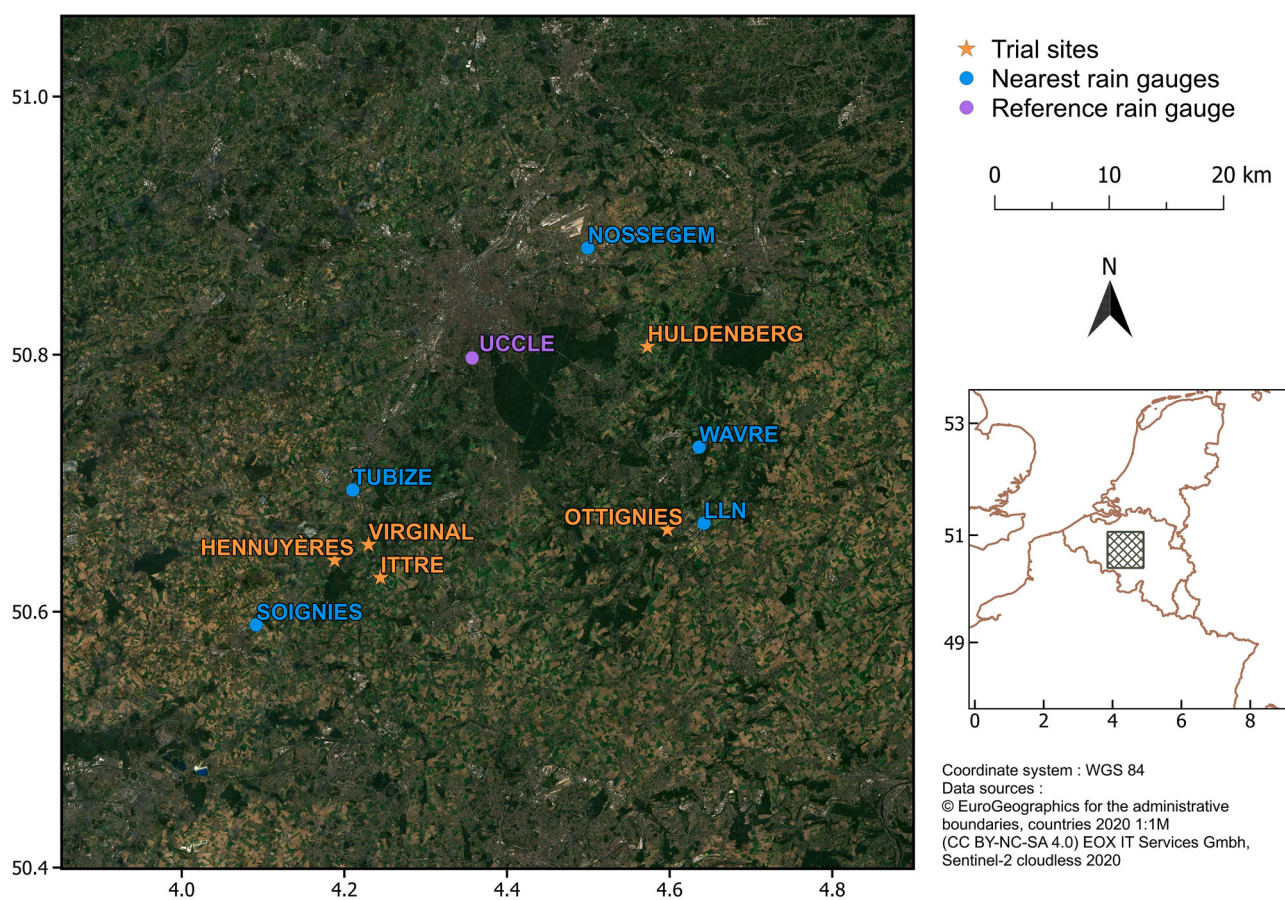 Trial sites
Nearest rain gauges
Reference rain gauge
0 10 20 km
N
51.0
50.8
50.6
50.4
4.0 4.2 4.4 4.6 4.8
NOSSEGEM
HULDENBERG
UCCLE
WAVRE
TUBIZE
OTTIGNIES
LLN
VIRGINAL
HENNUYÈRES
ITTRE
SOIGNIES
53
51
49
0 2 4 6 8
Coordinate system : WGS 84
Data sources :
© EuroGeographics for the administrative
boundaries, countries 2020 1:1M
(CC BY-NC-SA 4.0) EOX IT Services Gmbh,
Sentinel-2 cloudless 2020